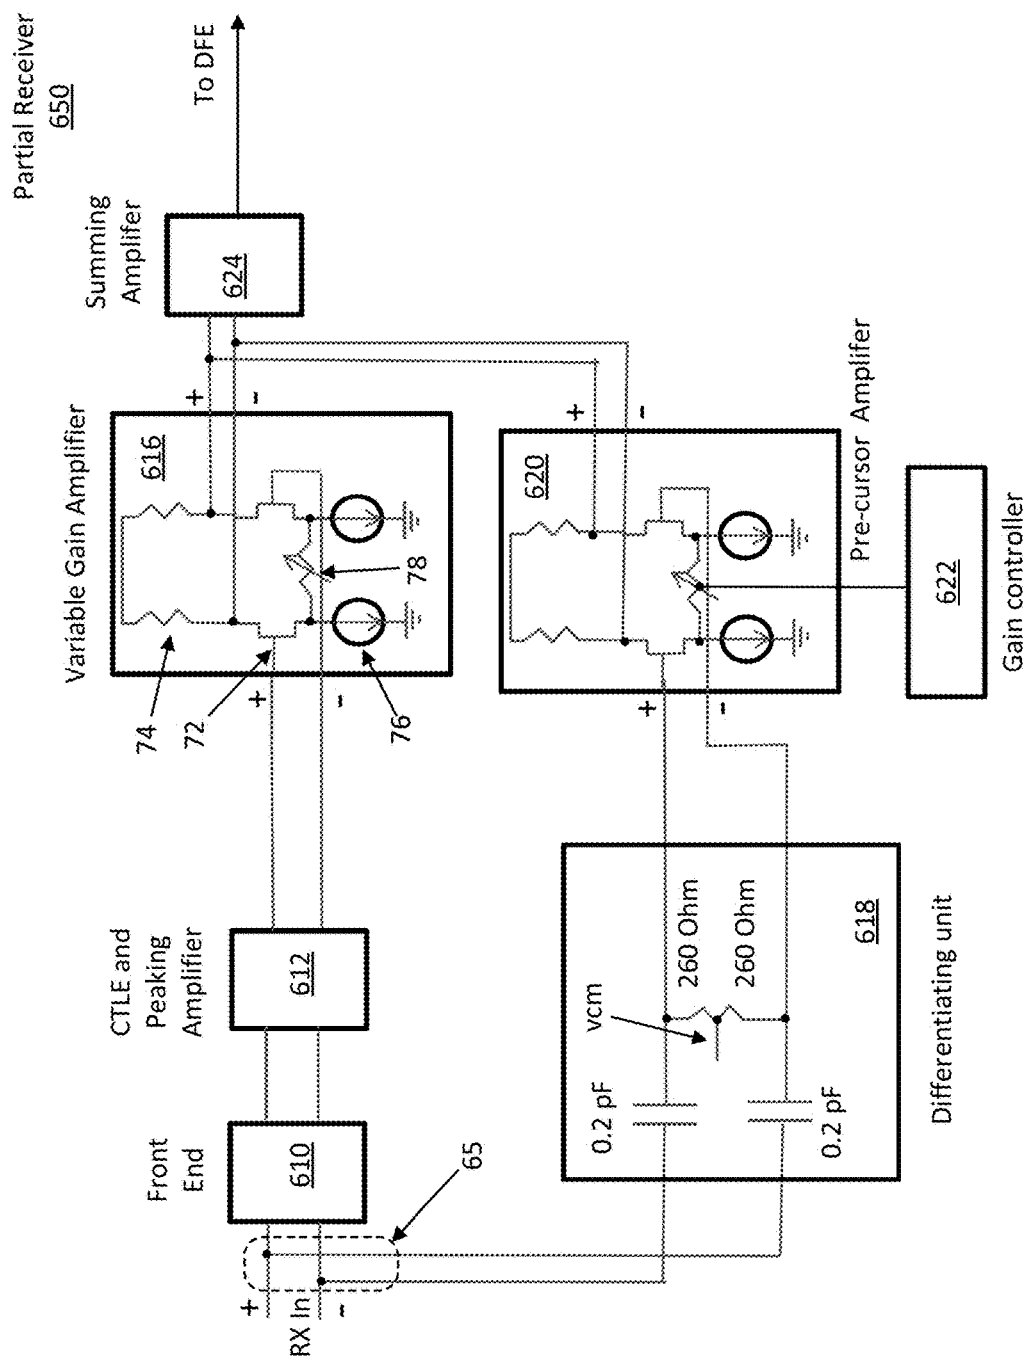 Partial Receiver
650
To DFE
Summing
Amplifer
624
Variable Gain Amplifier
616
+
-
74
72
+
-
76
78
CTLE and
Peaking
Amplifier
612
Front
End
610
+
RX In
-
65
620
+
-
+
-
Pre-cursor Amplifer
622
Gain controller
vcm
260 Ohm
260 Ohm
0.2 pF
0.2 pF
618
Differentiating unit